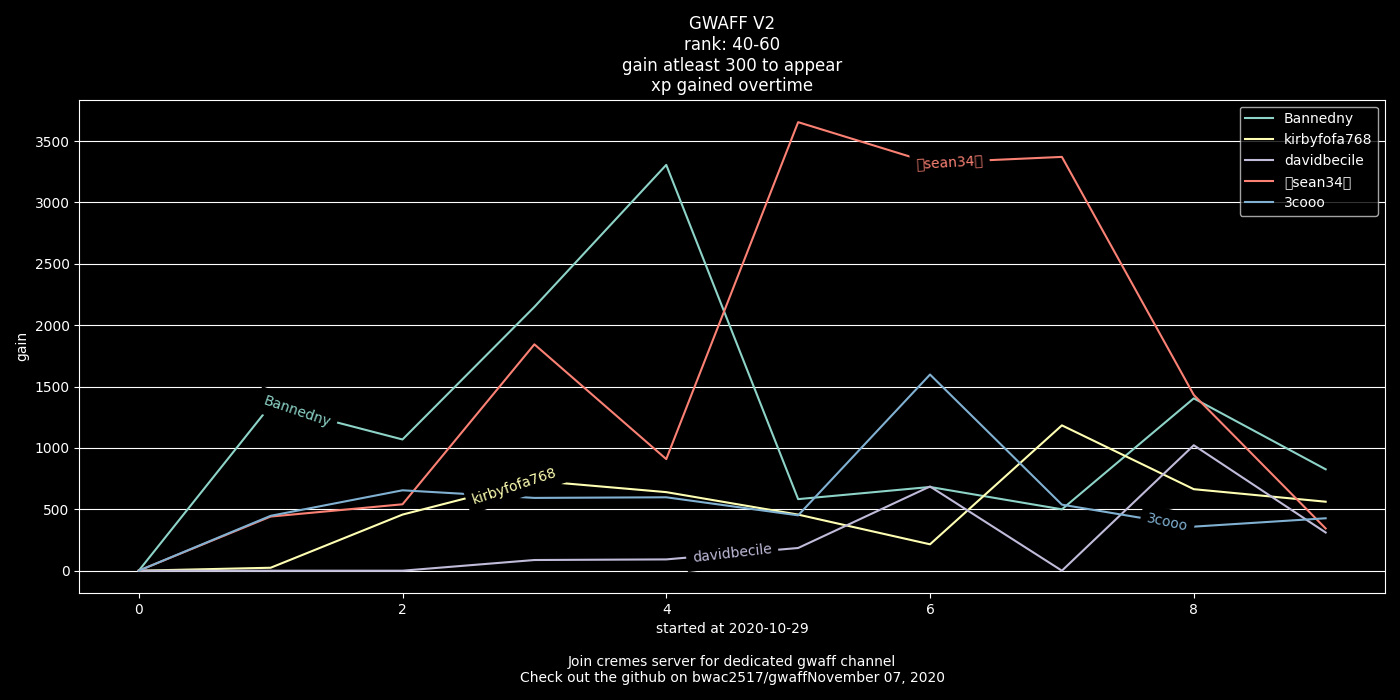 GWAFF V2
rank: 40-60
gain atleast 300 to appear
xp gained overtime
Bannedny
kirbyfofa768
davidbecile
sean34
3cooo
3500
3000
2500
2000
1500
1000
500
0
gain
sean34
Bannedny
kirbyfofa768
davidbecile
3cooo
0
2
4
6
8
started at 2020-10-29
Join cremes server for dedicated gwaff channel
Check out the github on bwac2517/gwaffNovember 07, 2020